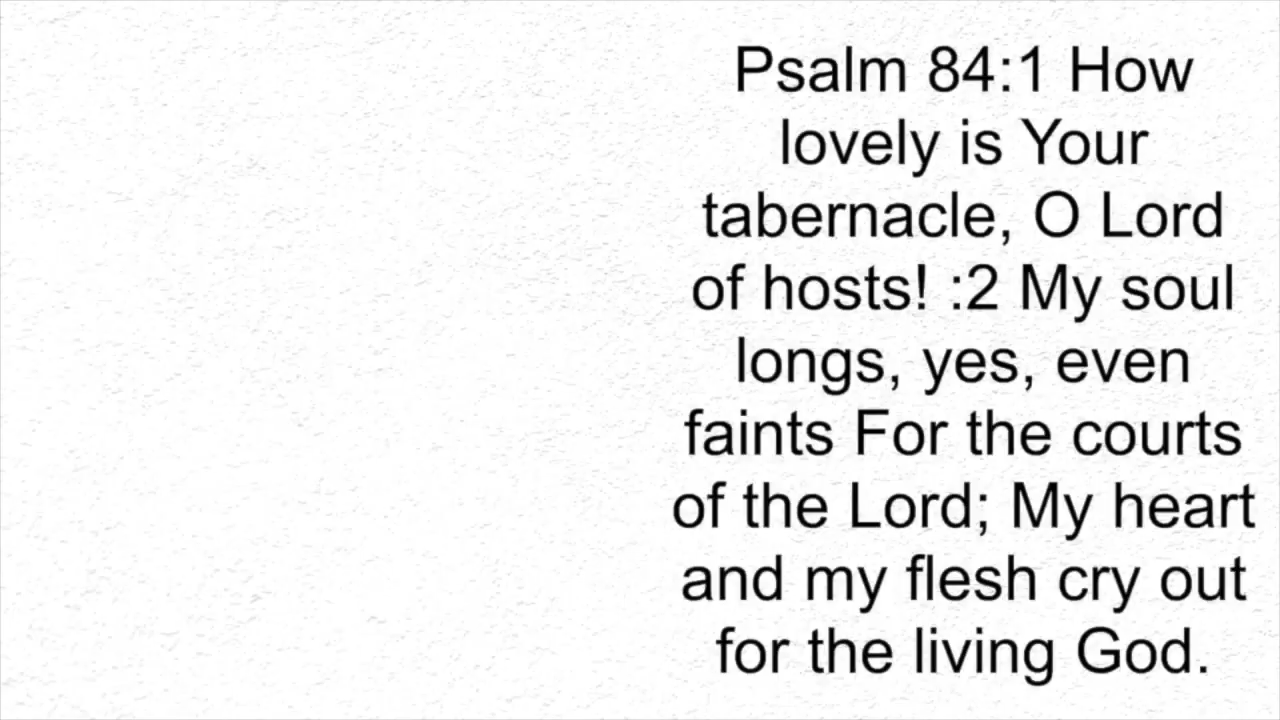 Psalm 84:1 How
lovely is Your
tabernacle, O Lord
of hosts! :2 My soul
longs, yes, even
faints For the courts
of the Lord; My heart
and my flesh cry out
for the living God.